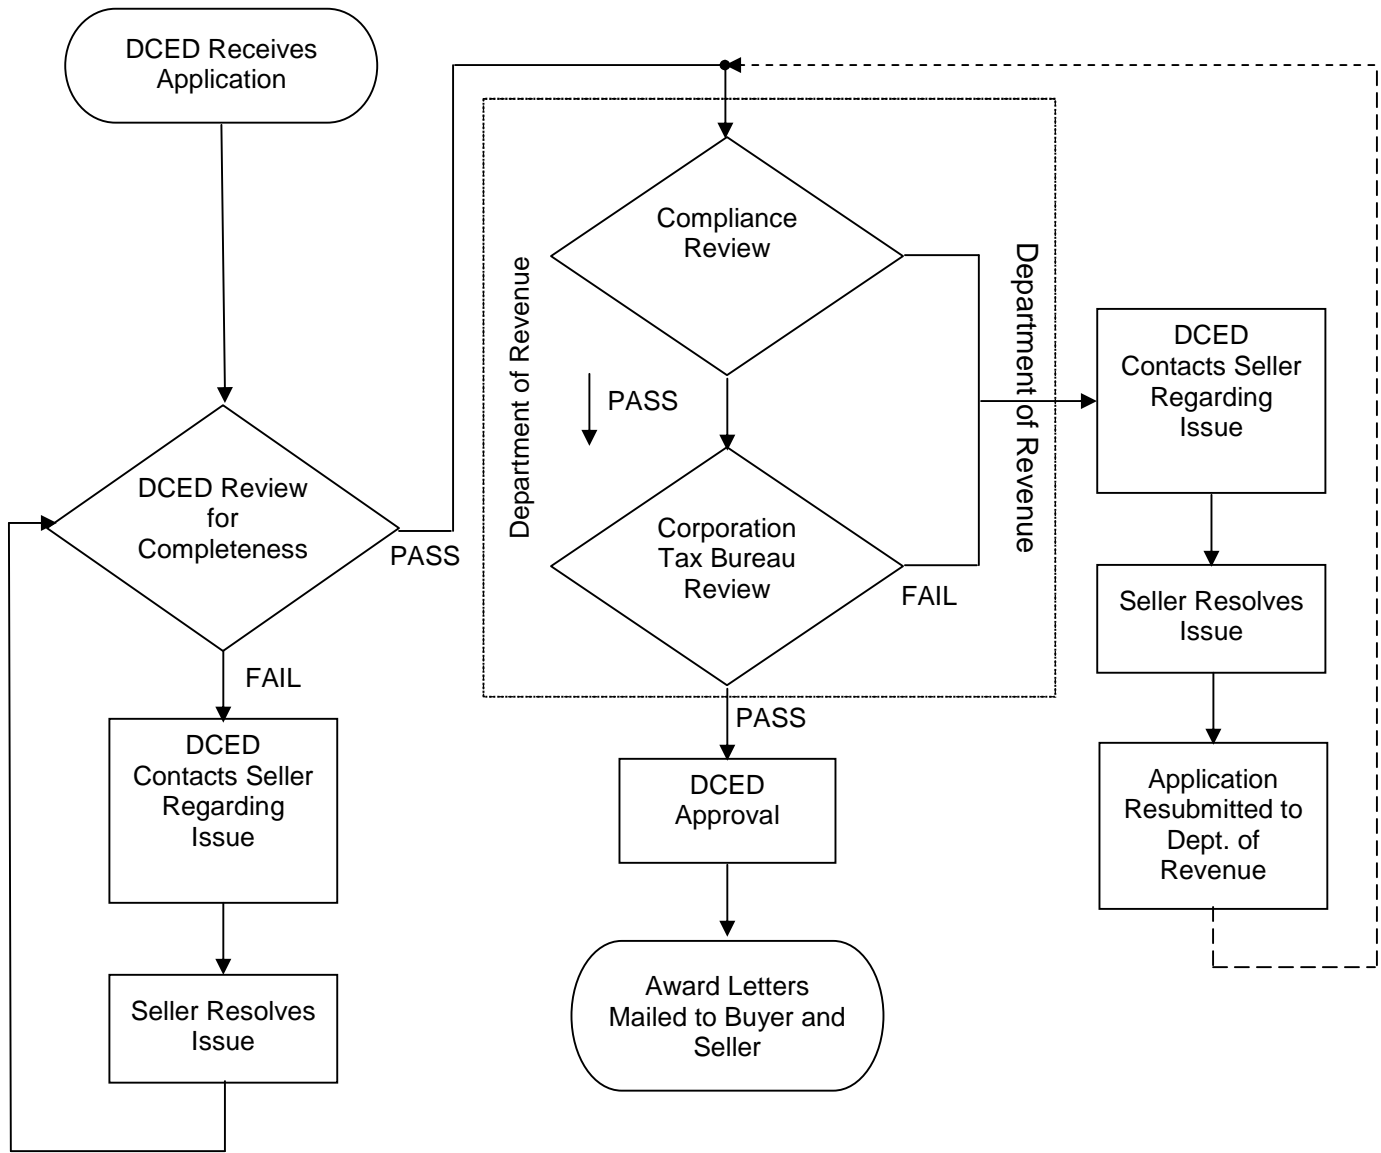 DCED Receives
Application
DCED Review
for
Completeness
PASS
FAIL
DCED
Contacts Seller
Regarding
Issue
Seller Resolves
Issue
Department of Revenue
Compliance
Review
PASS
Corporation
Tax Bureau
Review
FAIL
Department of Revenue
PASS
DCED
Approval
Award Letters
Mailed to Buyer and
Seller
DCED
Contacts Seller
Regarding
Issue
Seller Resolves
Issue
Application
Resubmitted to
Dept. of
Revenue